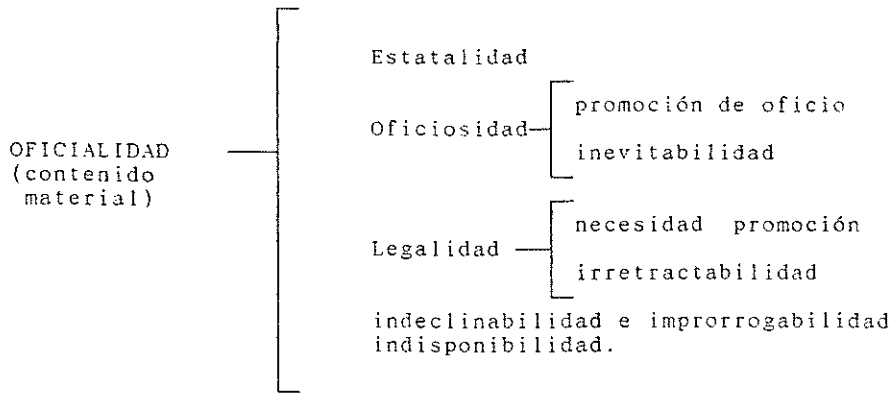 OFICIALIDAD
(contenido
material)
Estatalidad
Oficiosidad
promoción de oficio
inevitabilidad
Legalidad
necesidad promoción
irretractabilidad
indeclinabilidad e improrrogabilidad
indisponibilidad.